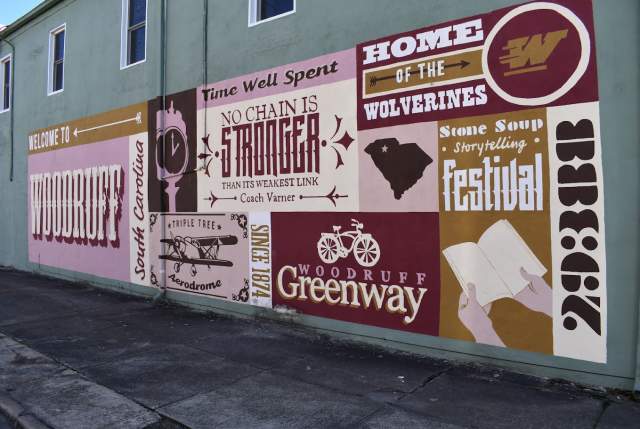 WELCOME TO
WOODRUFF
South Carolina
Time Well Spent
NO CHAIN IS
STRONGER
THAN ITS WEAKEST LINK
Coach Varner
HOME
OF THE
WOLVERINES
W
Stone Soup
Storytelling
festival
29388
TRIPLE TREE
Aerodrome
SINCE 1874
WOODRUFF
Greenway